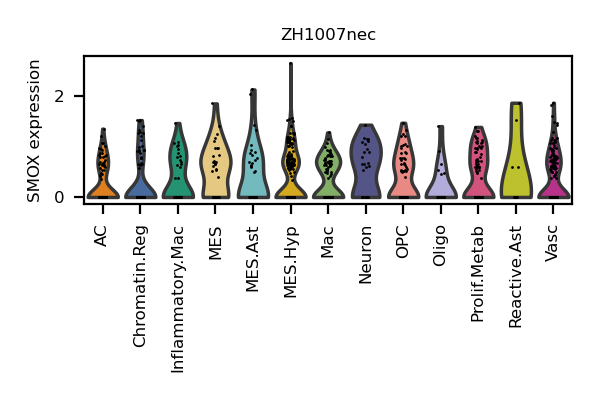 ZH1007nec
SMOX expression
2
0
AC
Chromatin.Reg
Inflammatory.Mac
MES
MES.Ast
MES.Hyp
Mac
Neuron
OPC
Oligo
Prolif.Metab
Reactive.Ast
Vasc